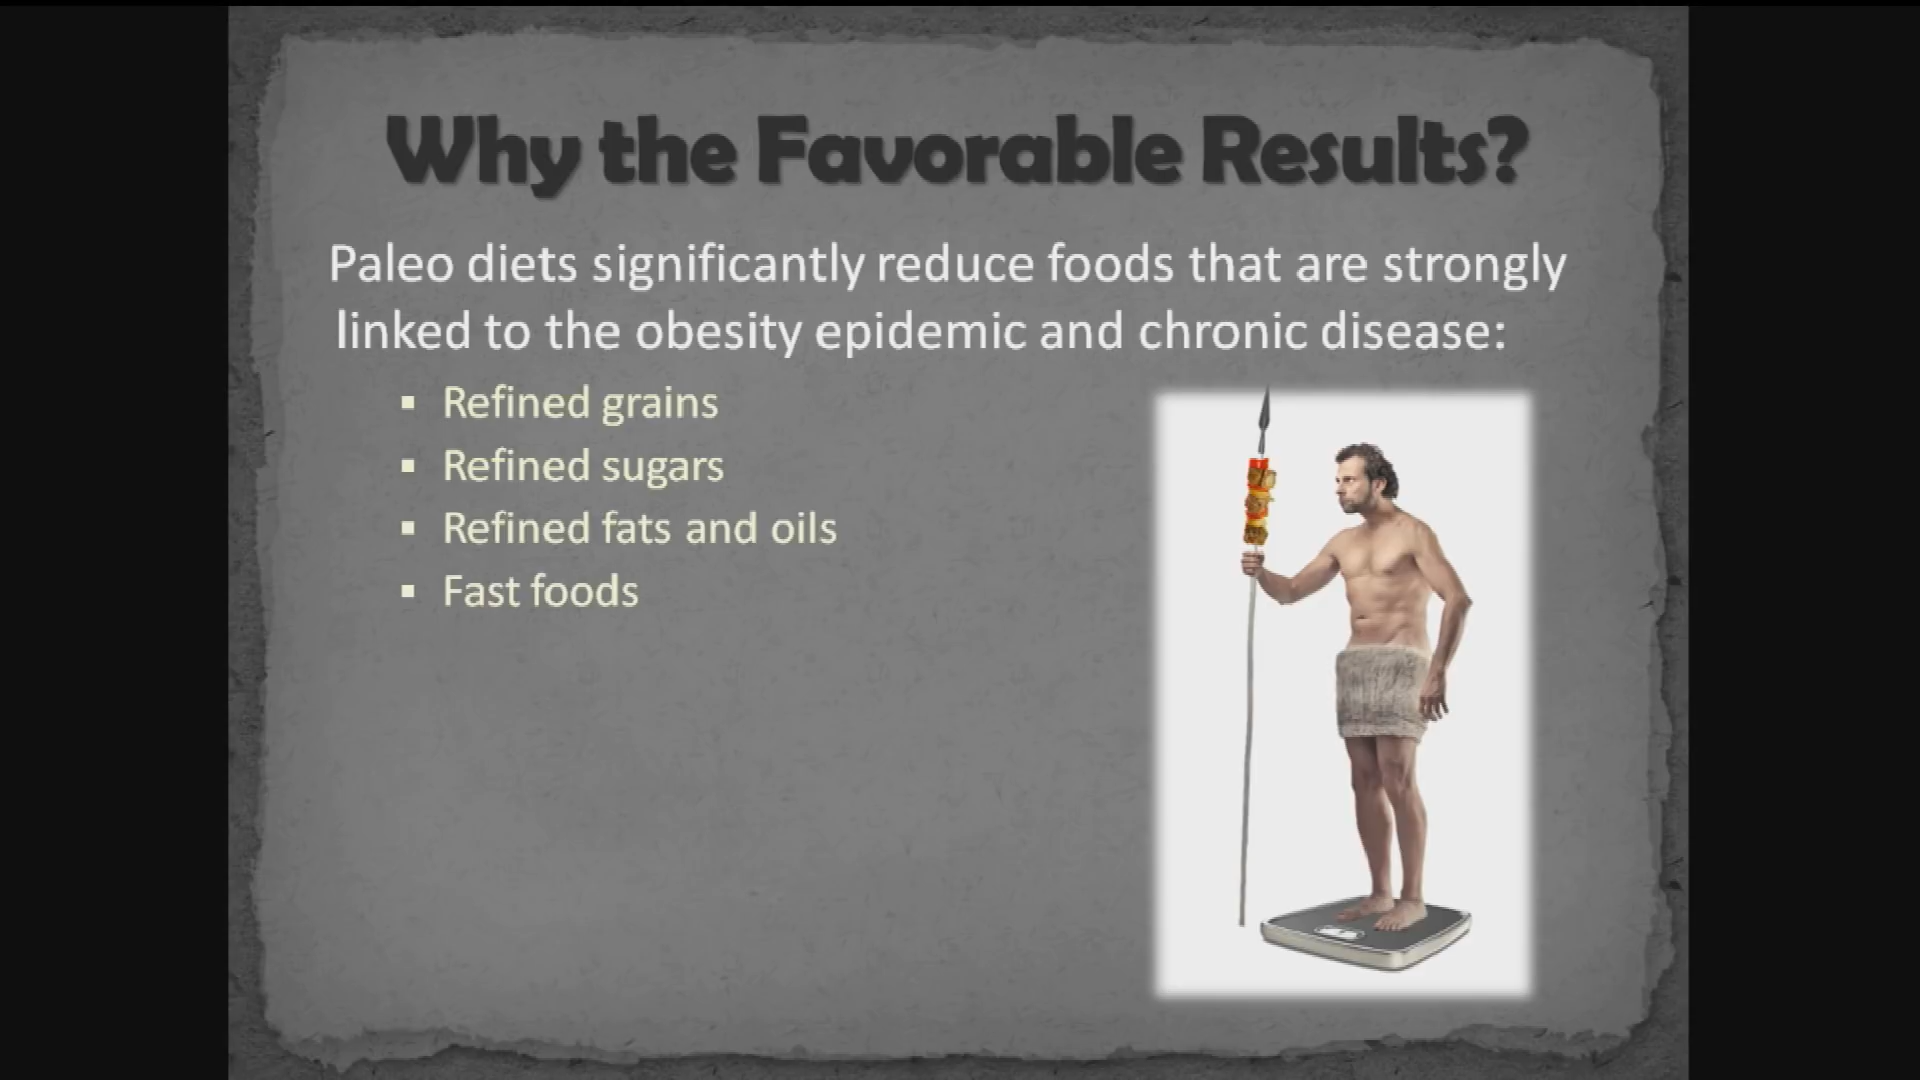 Why the Favorable Results?
Paleo diets significantly reduce foods that are strongly
linked to the obesity epidemic and chronic disease:
▪ Refined grains
▪ Refined sugars
▪ Refined fats and oils
▪ Fast foods